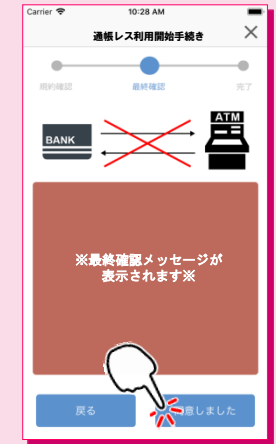 Carrier 10:28 AM
通帳レス利用開始手続き
規約確認 最終確認 完了
ATM
BANK
※最終確認メッセージが
表示されます※
戻る 意しました